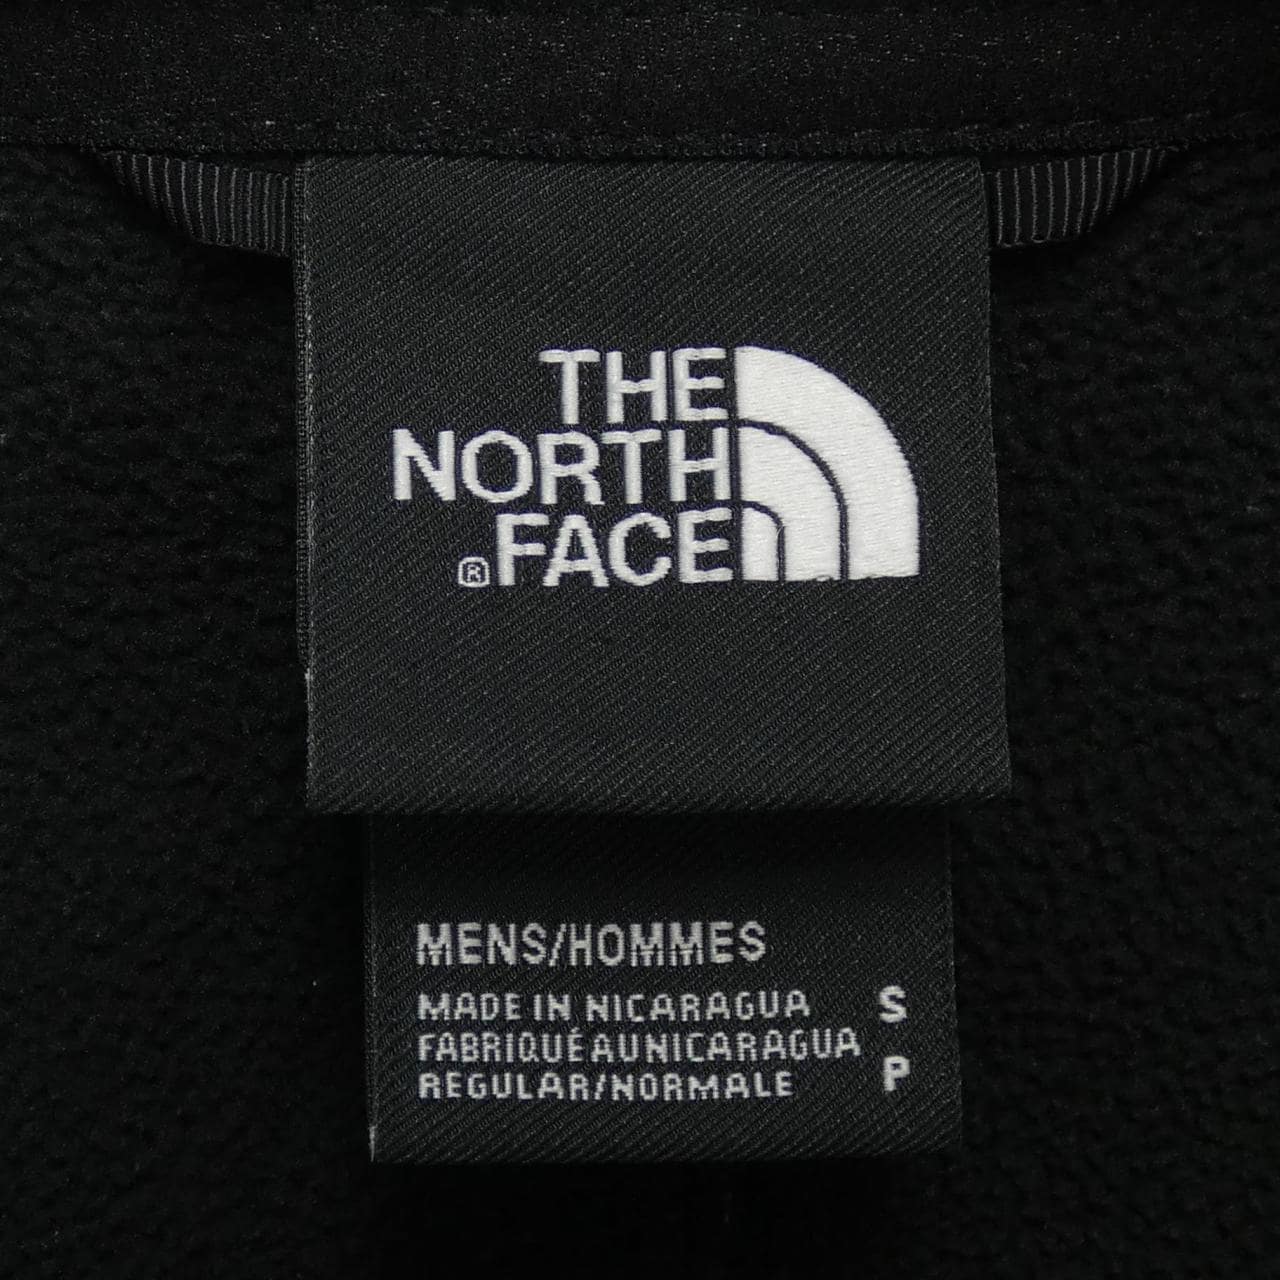 THE
NORTH
® FACE
MENS/HOMMES
MADE IN NICARAGUA S
FABRIQUÉ AU NICARAGUA
REGULAR/NORMALE P